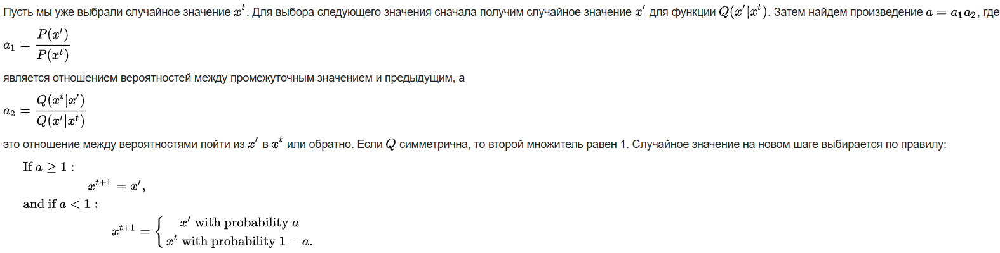 Пусть мы уже выбрали случайное значение $x^t$. Для выбора следующего значения сначала получим случайное значение $x'$ для функции $Q(x'|x^t)$. Затем найдем произведение $a = a_1 a_2$, где
$a_1 = \frac{P(x')}{P(x^t)}$
является отношением вероятностей между промежуточным значением и предыдущим, а
$a_2 = \frac{Q(x^t|x')}{Q(x'|x^t)}$
это отношение между вероятностями пойти из $x'$ в $x^t$ или обратно. Если $Q$ симметрична, то второй множитель равен 1. Случайное значение на новом шаге выбирается по правилу:
If $a \geq 1$ :
$x^{t+1} = x'$,
and if $a < 1$ :
$x^{t+1} = \begin{cases} x' \text{ with probability } a \\ x^t \text{ with probability } 1 - a. \end{cases}$